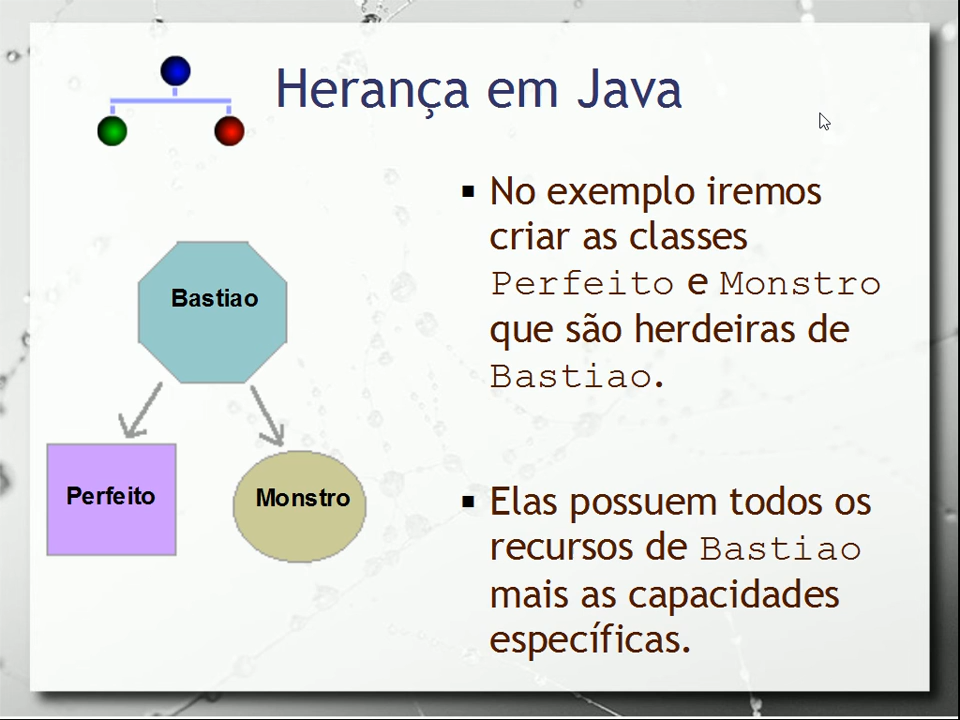 Herança em Java
No exemplo iremos
criar as classes
Perfeito e Monstro
que são herdeiras de
Bastiao.
Bastiao
Perfeito
Monstro
Elas possuem todos os
recursos de Bastiao
mais as capacidades
específicas.